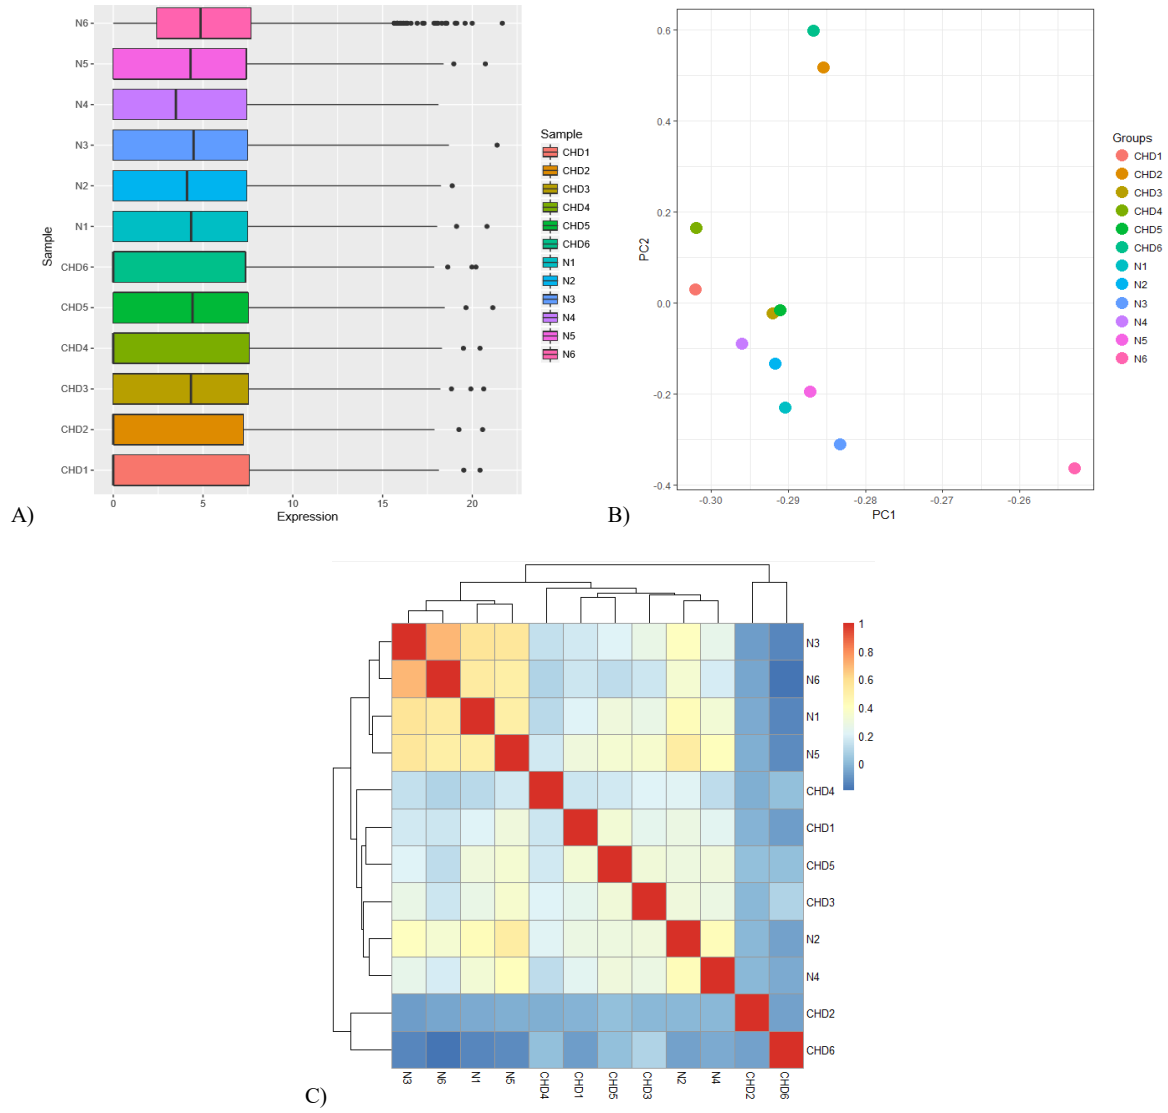 N6
N5
N4
N3
N2
N1
CHD6
CHD5
CHD4
CHD3
CHD2
CHD1
Sample
0
5
10
15
20
Expression
Sample
CHD1
CHD2
CHD3
CHD4
CHD5
CHD6
N1
N2
N3
N4
N5
N6
A)
0.6
0.4
0.2
0.0
-0.2
-0.4
PC2
-0.30
-0.29
-0.28
-0.27
-0.26
PC1
Groups
CHD1
CHD2
CHD3
CHD4
CHD5
CHD6
N1
N2
N3
N4
N5
N6
B)
N3
N6
N1
N5
CHD4
CHD1
CHD5
CHD3
N2
N4
CHD2
CHD6
1
0.8
0.6
0.4
0.2
0
N3
N6
N1
N5
CHD4
CHD1
CHD5
CHD3
N2
N4
CHD2
CHD6
C)